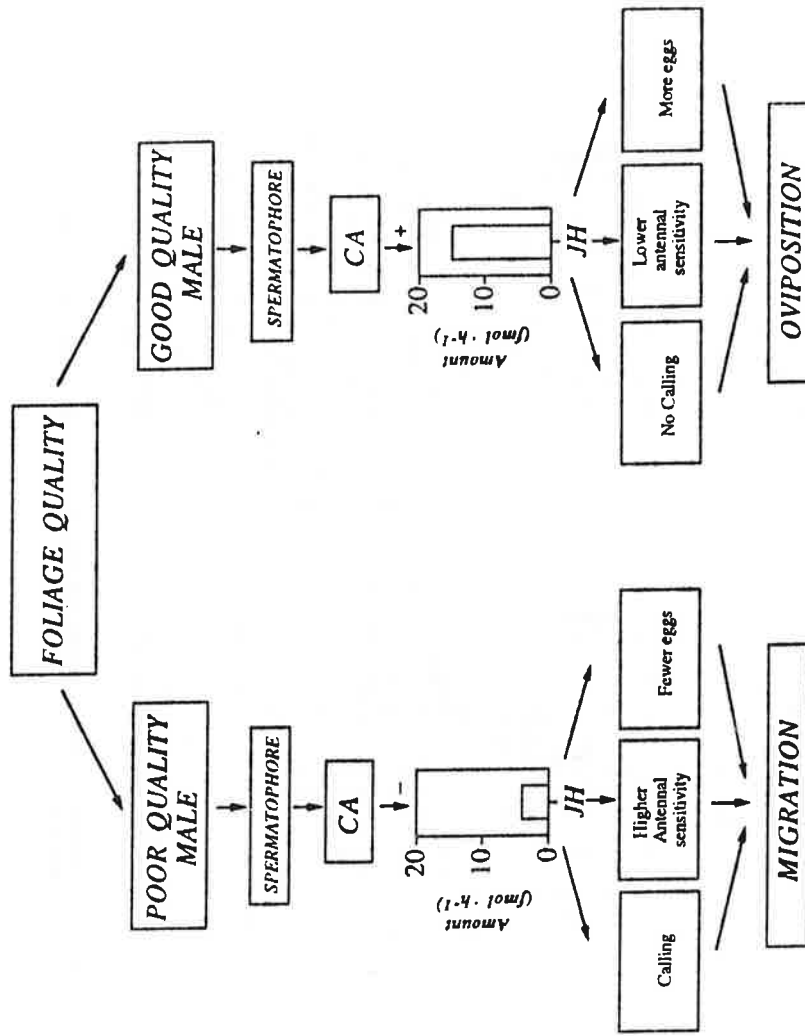 FOLIAGE QUALITY
POOR QUALITY
MALE
SPERMATOPHORE
CA
−
20
10
0
Amount
(fmol · h-1)
JH
Calling
Higher
Antennal
sensitivity
Fewer eggs
MIGRATION
GOOD QUALITY
MALE
SPERMATOPHORE
CA
+
20
10
0
Amount
(fmol · h-1)
JH
No Calling
Lower
antennal
sensitivity
More eggs
OVIPOSITION